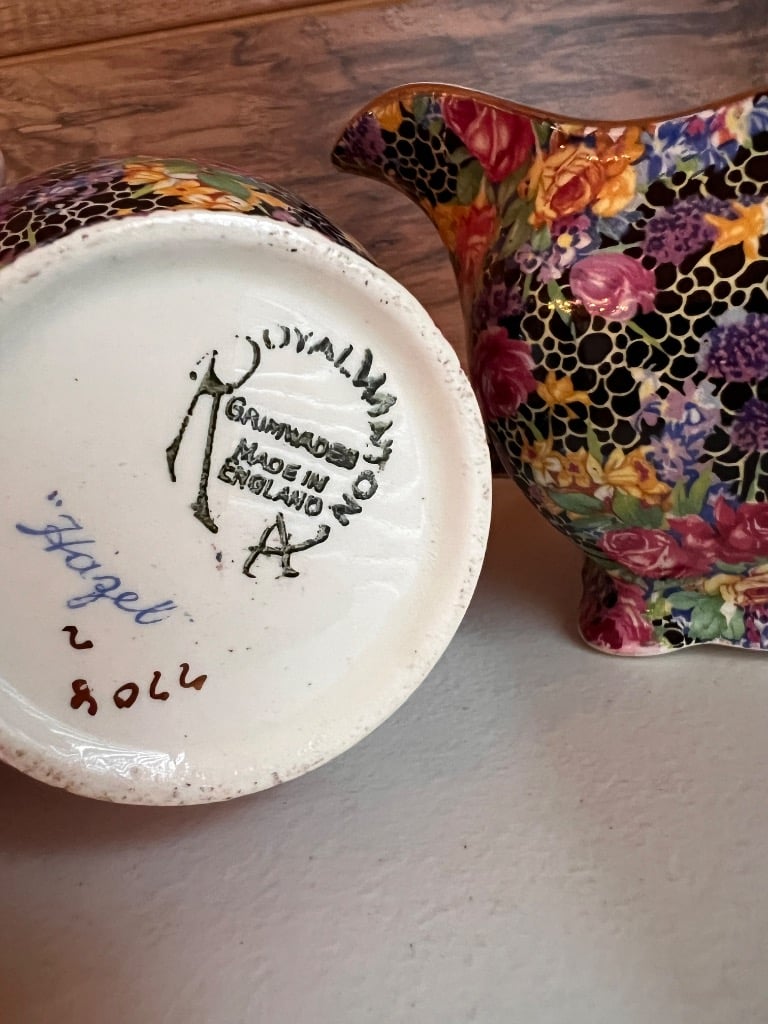 ROYAL WINTON
GRIMWADES
MADE IN
ENGLAND
A
"Hazel"
2
8022